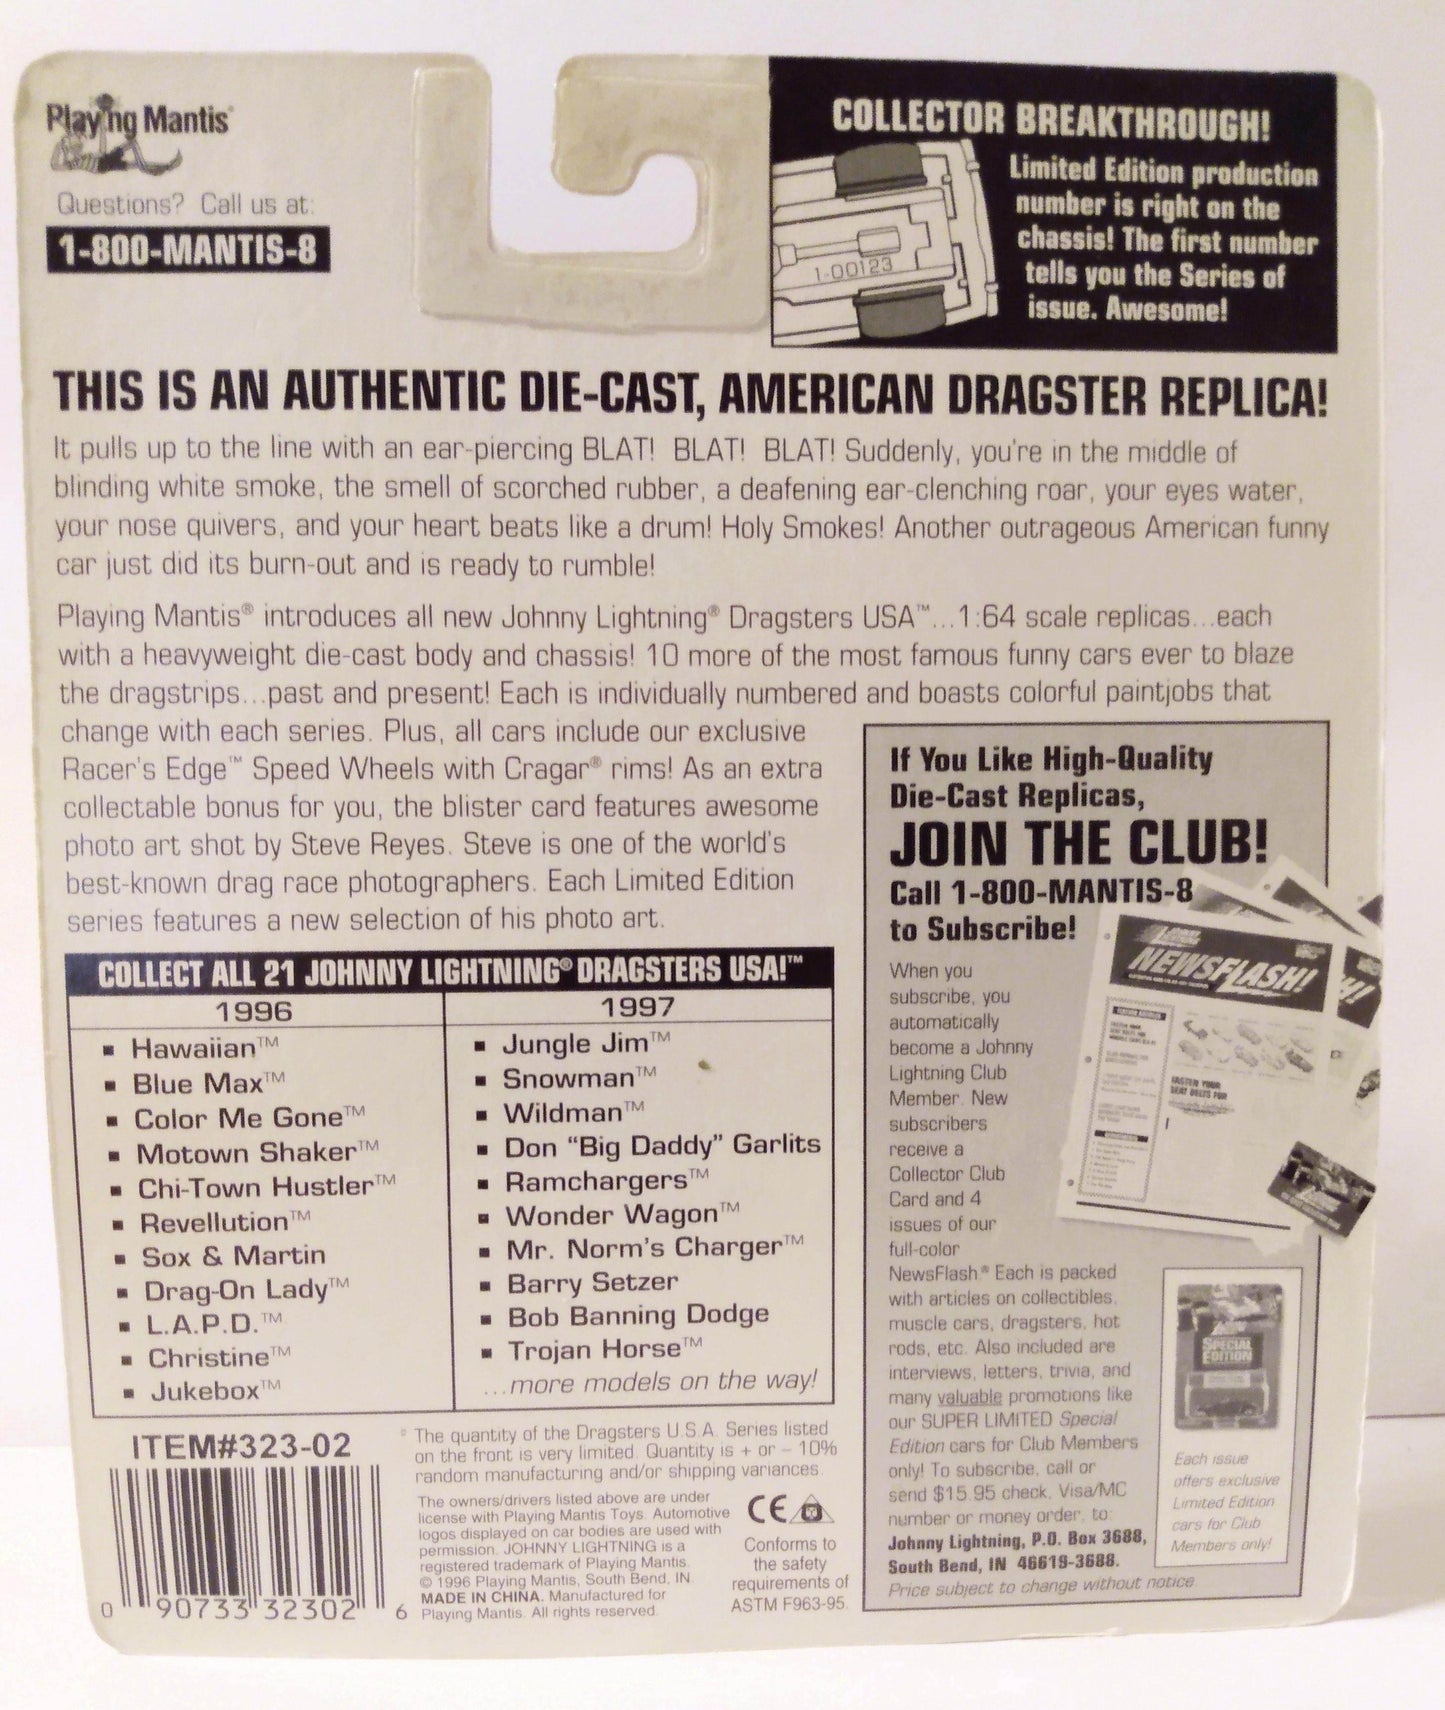 Playing Mantis®
Questions? Call us at:
1-800-MANTIS-8
COLLECTOR BREAKTHROUGH!
Limited Edition production
number is right on the
chassis! The first number
tells you the Series of
issue. Awesome!
1-00123
THIS IS AN AUTHENTIC DIE-CAST, AMERICAN DRAGSTER REPLICA!
It pulls up to the line with an ear-piercing BLAT! BLAT! BLAT! Suddenly, you're in the middle of
blinding white smoke, the smell of scorched rubber, a deafening ear-clenching roar, your eyes water,
your nose quivers, and your heart beats like a drum! Holy Smokes! Another outrageous American funny
car just did its burn-out and is ready to rumble!
Playing Mantis® introduces all new Johnny Lightning® Dragsters USA™...1:64 scale replicas...each
with a heavyweight die-cast body and chassis! 10 more of the most famous funny cars ever to blaze
the dragstrips...past and present! Each is individually numbered and boasts colorful paintjobs that
change with each series. Plus, all cars include our exclusive
Racer's Edge™ Speed Wheels with Cragar® rims! As an extra
collectable bonus for you, the blister card features awesome
photo art shot by Steve Reyes. Steve is one of the world's
best-known drag race photographers. Each Limited Edition
series features a new selection of his photo art.
COLLECT ALL 21 JOHNNY LIGHTNING® DRAGSTERS USA!™
1996
▪ Hawaiian™
▪ Blue Max™
▪ Color Me Gone™
▪ Motown Shaker™
▪ Chi-Town Hustler™
▪ Revellution™
▪ Sox & Martin
▪ Drag-On Lady™
▪ L.A.P.D.™
▪ Christine™
▪ Jukebox™
1997
▪ Jungle Jim™
▪ Snowman™
▪ Wildman™
▪ Don “Big Daddy” Garlits
▪ Ramchargers™
▪ Wonder Wagon™
▪ Mr. Norm's Charger™
▪ Barry Setzer
▪ Bob Banning Dodge
▪ Trojan Horse™
...more models on the way!
ITEM#323-02
0 90733 32302 6
* The quantity of the Dragsters U.S.A. Series listed
on the front is very limited. Quantity is + or – 10%
random manufacturing and/or shipping variances.
The owners/drivers listed above are under
license with Playing Mantis Toys. Automotive
logos displayed on car bodies are used with
permission. JOHNNY LIGHTNING is a
registered trademark of Playing Mantis.
© 1996 Playing Mantis, South Bend, IN
MADE IN CHINA. Manufactured for
Playing Mantis. All rights reserved.
CE
Conforms to
the safety
requirements of
ASTM F963-95.
If You Like High-Quality
Die-Cast Replicas,
JOIN THE CLUB!
Call 1-800-MANTIS-8
to Subscribe!
When you
subscribe, you
automatically
become a Johnny
Lightning Club
Member. New
subscribers
receive a
Collector Club
Card and 4
issues of our
full-color
NewsFlash.® Each is packed
with articles on collectibles,
muscle cars, dragsters, hot
rods, etc. Also included are
interviews, letters, trivia, and
many valuable promotions like
our SUPER LIMITED Special
Edition cars for Club Members
only! To subscribe, call or
send $15.95 check, Visa/MC
number or money order, to:
Johnny Lightning, P.O. Box 3688,
South Bend, IN 46619-3688.
Price subject to change without notice.
NEWSFLASH!
FASTEN YOUR
SEAT BELTS FOR
SPECIAL
EDITION
Each issue
offers exclusive
Limited Edition
cars for Club
Members only!